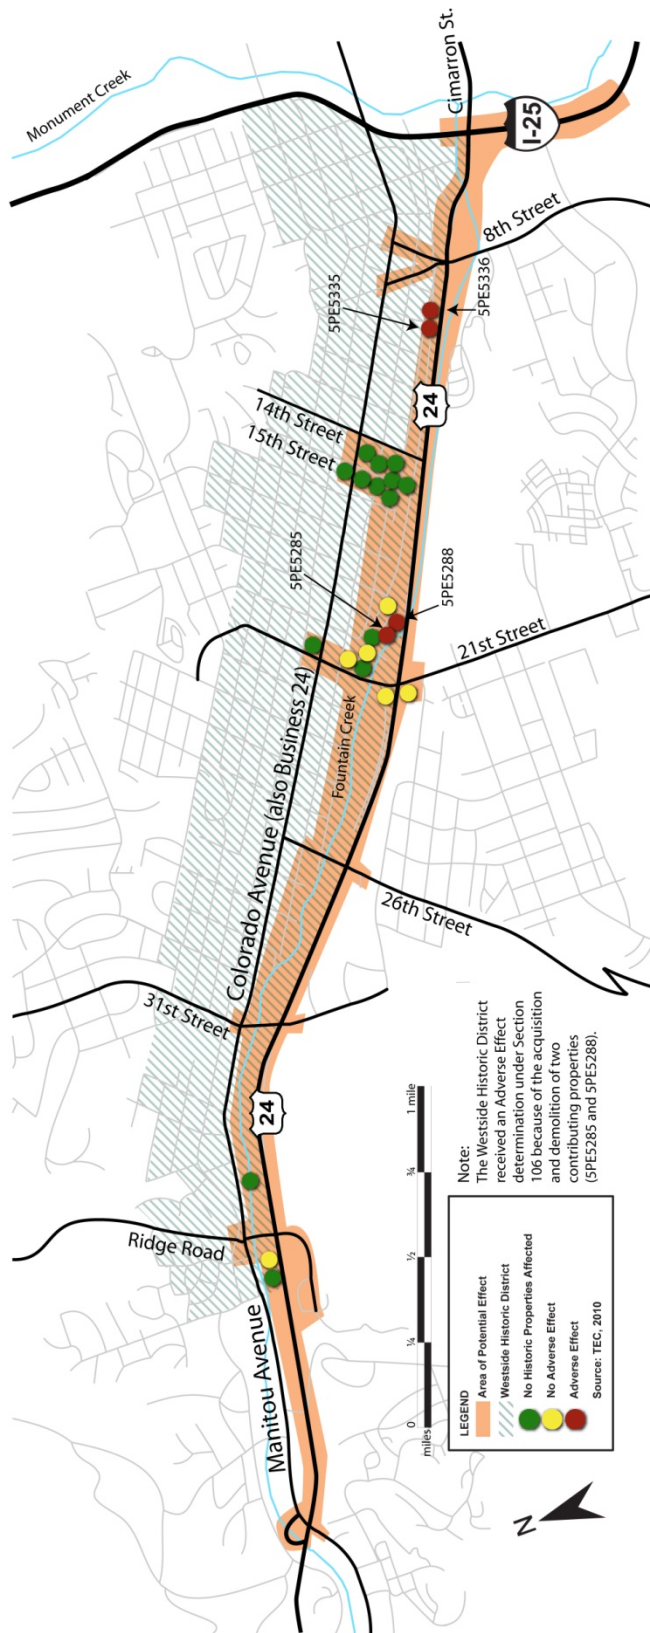 Monument Creek
Cimarron St.
I-25
8th Street
5PE5335
5PE5336
24
14th Street
15th Street
5PE5285
5PE5288
21st Street
Colorado Avenue (also Business 24)
Fountain Creek
26th Street
31st Street
24
Ridge Road
Manitou Avenue
0
¼
½
¾
1 mile
miles
N
LEGEND
Area of Potential Effect
Westside Historic District
No Historic Properties Affected
No Adverse Effect
Adverse Effect
Source: TEC, 2010
Note:
The Westside Historic District
received an Adverse Effect
determination under Section
106 because of the acquisition
and demolition of two
contributing properties
(5PE5285 and 5PE5288).